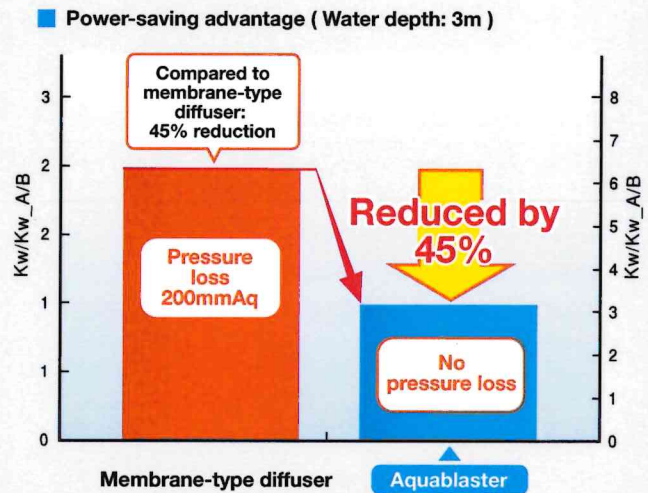 Power-saving advantage ( Water depth: 3m )
Compared to
membrane-type
diffuser:
45% reduction
Kw/Kw_A/B
3
2
2
1
1
0
Pressure
loss
200mmAq
Reduced by
45%
No
pressure loss
8
7
6
5
4
3
2
1
0
Kw/Kw_A/B
Membrane-type diffuser
Aquablaster